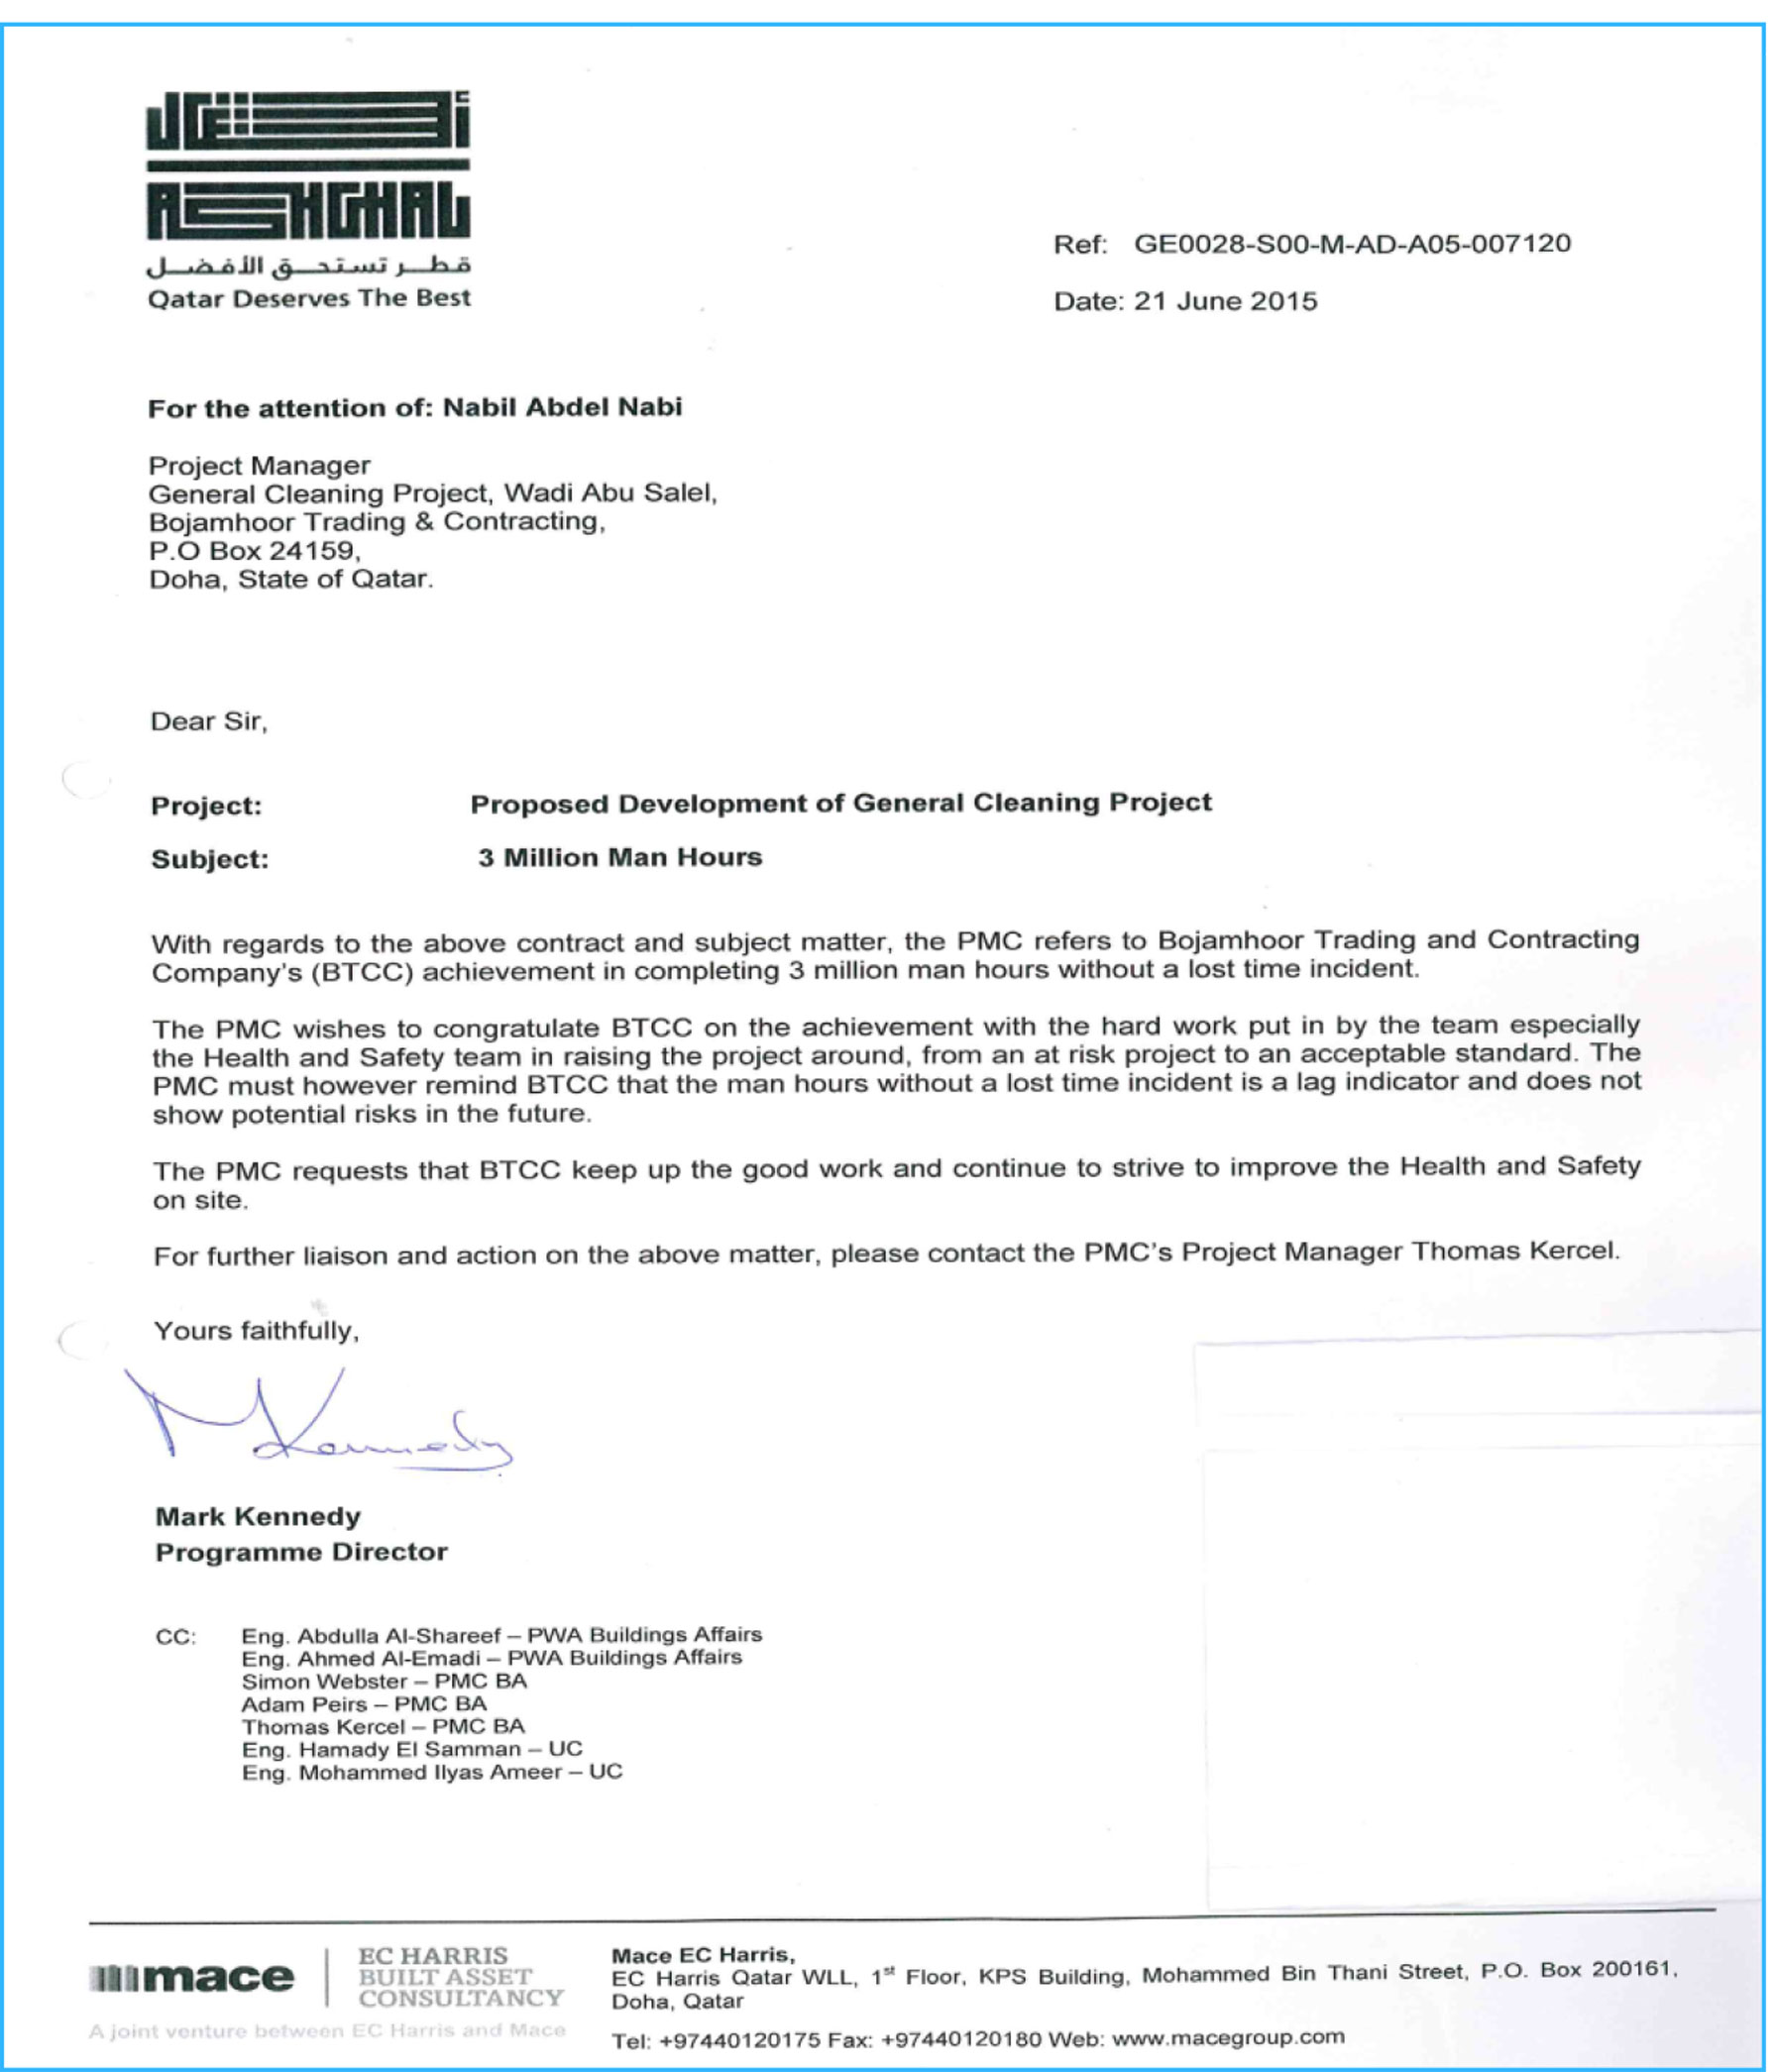 أشغال
ASHGHAL
قطر تستحق الأفضل
Qatar Deserves The Best
Ref: GE0028-S00-M-AD-A05-007120
Date: 21 June 2015
For the attention of: Nabil Abdel Nabi
Project Manager
General Cleaning Project, Wadi Abu Salel,
Bojamhoor Trading & Contracting,
P.O Box 24159,
Doha, State of Qatar.
Dear Sir,
Project: Proposed Development of General Cleaning Project
Subject: 3 Million Man Hours
With regards to the above contract and subject matter, the PMC refers to Bojamhoor Trading and Contracting
Company's (BTCC) achievement in completing 3 million man hours without a lost time incident.
The PMC wishes to congratulate BTCC on the achievement with the hard work put in by the team especially
the Health and Safety team in raising the project around, from an at risk project to an acceptable standard. The
PMC must however remind BTCC that the man hours without a lost time incident is a lag indicator and does not
show potential risks in the future.
The PMC requests that BTCC keep up the good work and continue to strive to improve the Health and Safety
on site.
For further liaison and action on the above matter, please contact the PMC's Project Manager Thomas Kercel.
Yours faithfully,
MKennedy
Mark Kennedy
Programme Director
CC: Eng. Abdulla Al-Shareef – PWA Buildings Affairs
Eng. Ahmed Al-Emadi – PWA Buildings Affairs
Simon Webster – PMC BA
Adam Peirs – PMC BA
Thomas Kercel – PMC BA
Eng. Hamady El Samman – UC
Eng. Mohammed Ilyas Ameer – UC
mace
EC HARRIS
BUILT ASSET
CONSULTANCY
A joint venture between EC Harris and Mace
Mace EC Harris,
EC Harris Qatar WLL, 1st Floor, KPS Building, Mohammed Bin Thani Street, P.O. Box 200161,
Doha, Qatar
Tel: +97440120175 Fax: +97440120180 Web: www.macegroup.com